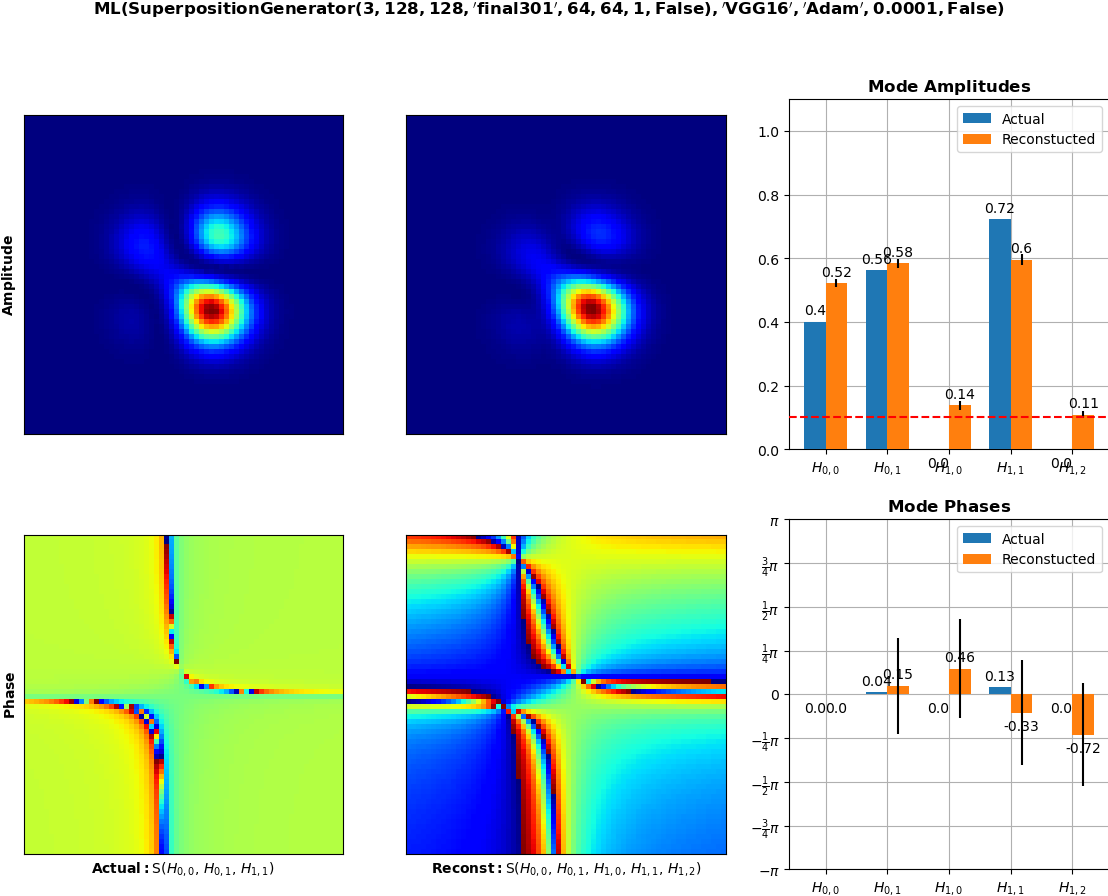 ML(SuperpositionGenerator(3, 128, 128, 'final301', 64, 64, 1, False), 'VGG16', 'Adam', 0.0001, False)
Amplitude
Mode Amplitudes
Actual
Reconstucted
1.0
0.8
0.6
0.4
0.2
0.0
0.4
0.52
0.56
0.58
0.0
0.14
0.72
0.6
0.0
0.11
H0,0
H0,1
H1,0
H1,1
H1,2
Phase
Actual: S(H0,0, H0,1, H1,1)
Reconst: S(H0,0, H0,1, H1,0, H1,1, H1,2)
Mode Phases
Actual
Reconstucted
π
3/4π
1/2π
1/4π
0
−1/4π
−1/2π
−3/4π
−π
0.0
0.0
0.04
0.15
0.0
0.46
0.13
-0.33
0.0
-0.72
H0,0
H0,1
H1,0
H1,1
H1,2